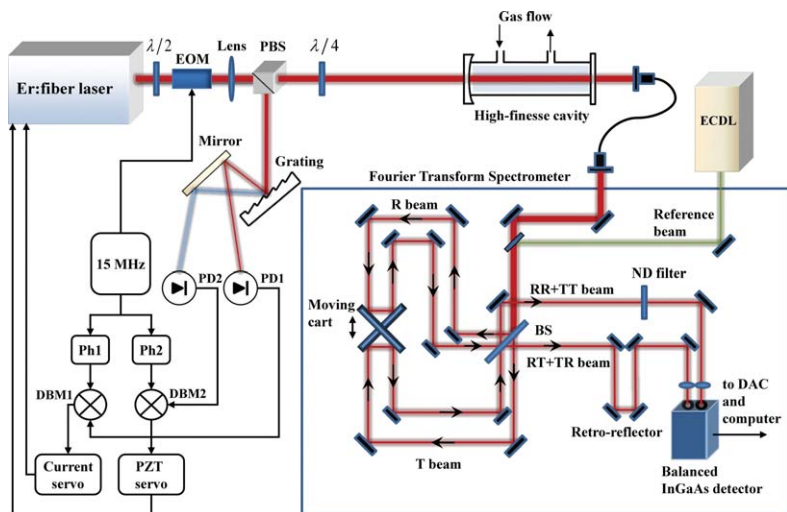 Gas flow
λ/2
EOM
Lens
PBS
λ/4
Er:fiber laser
High-finesse cavity
ECDL
Mirror
Grating
Fourier Transform Spectrometer
R beam
Reference
beam
15 MHz
PD2
PD1
ND filter
RR+TT beam
Moving
cart
BS
Ph1
Ph2
RT+TR beam
DBM1
DBM2
to DAC
and
computer
Retro-reflector
Current
servo
PZT
servo
T beam
Balanced
InGaAs
detector